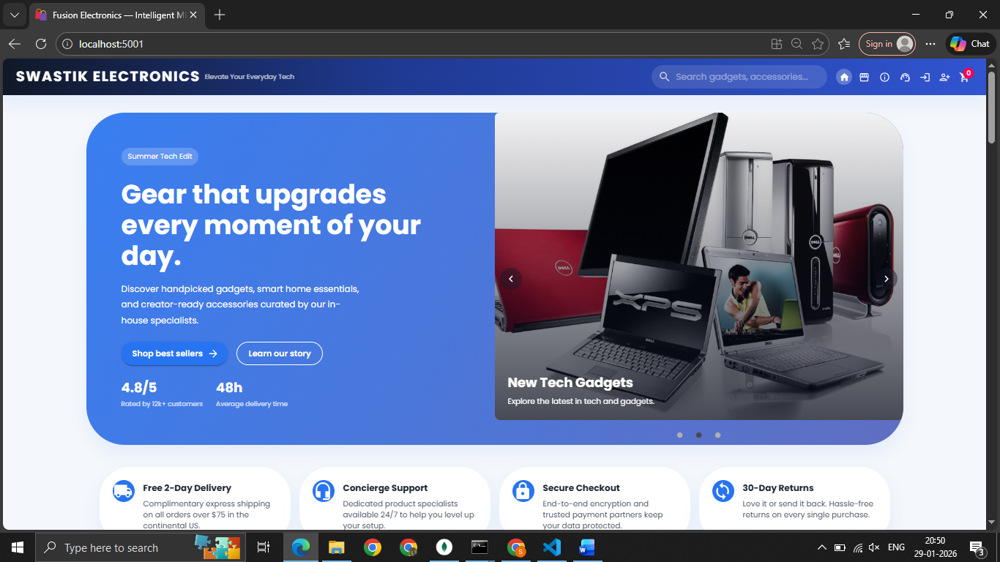 Fusion Electronics — Intelligent M
localhost:5001
Sign in
Chat
SWASTIK ELECTRONICS
Elevate Your Everyday Tech
Search gadgets, accessories...
0
Summer Tech Edit
Gear that upgrades
every moment of your
day.
Discover handpicked gadgets, smart home essentials,
and creator-ready accessories curated by our in-
house specialists.
Shop best sellers
Learn our story
4.8/5
48h
Rated by 12k+ customers
Average delivery time
DELL
DELL
DELL
DELL
XPS
DELL
DELL
New Tech Gadgets
Explore the latest in tech and gadgets.
Free 2-Day Delivery
Complimentary express shipping
on all orders over $75 in the
continental US.
Concierge Support
Dedicated product specialists
available 24/7 to help you level up
your setup.
Secure Checkout
End-to-end encryption and
trusted payment partners keep
your data protected.
30-Day Returns
Love it or send it back. Hassle-free
returns on every single purchase.
Type here to search
S
ENG
20:50
29-01-2026
3